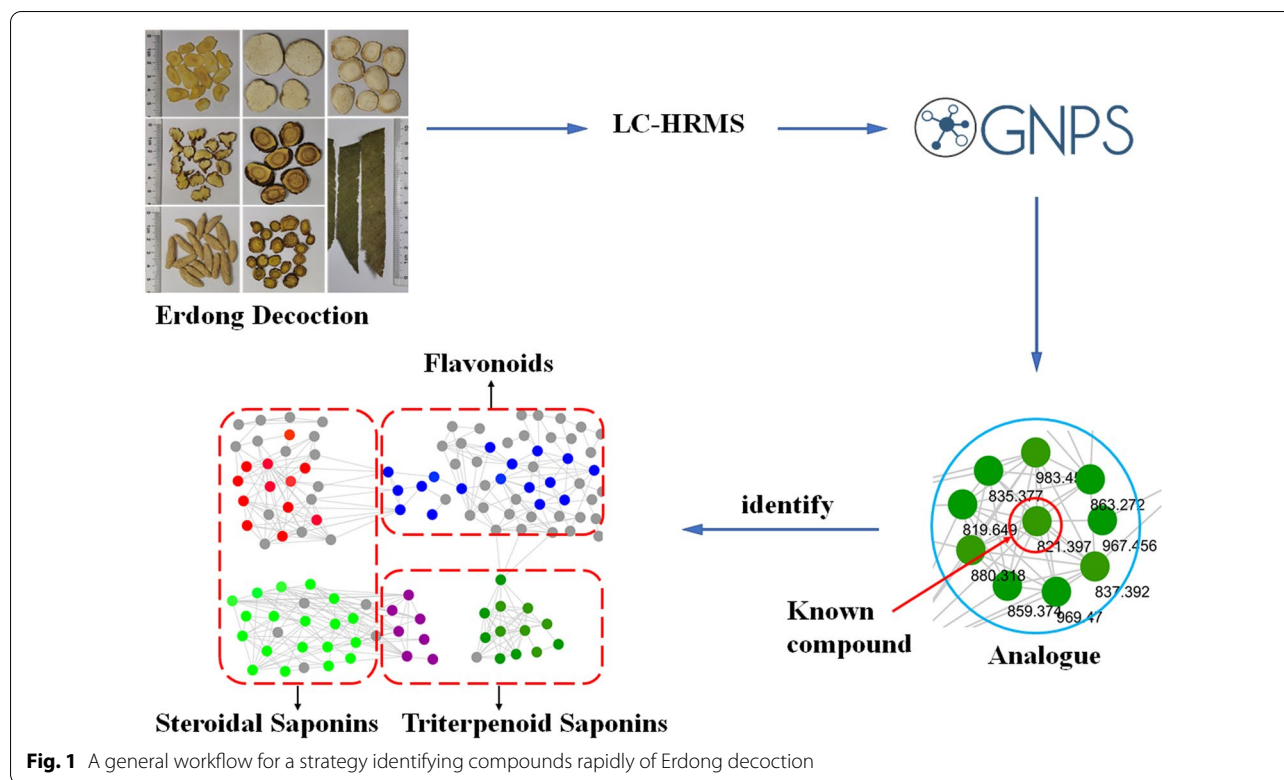 LC-HRMS
GNPS
Erdong Decoction
Flavonoids
983.45
835.377
863.272
819.649
821.397
967.456
880.318
837.392
859.374
969.47
identify
Known
compound
Analogue
Steroidal Saponins
Triterpenoid Saponins
Fig. 1 A general workflow for a strategy identifying compounds rapidly of Erdong decoction